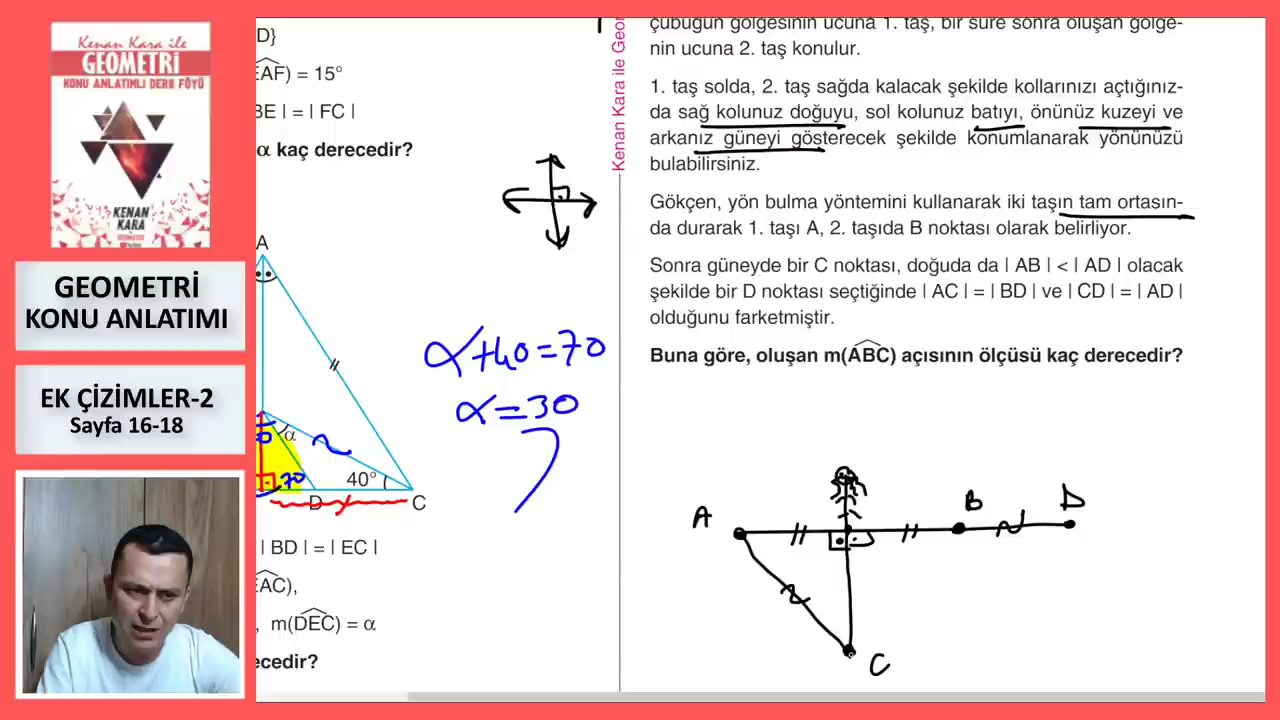 Kenan Kara ile
GEOMETRİ
KONU ANLATIMLI DERS FÖYÜ
KENAN
KARA
GEOMETRİ
KONU ANLATIMI
EK ÇİZİMLER-2
Sayfa 16-18
D}
EAF) = 15°
BE | = | FC |
α kaç derecedir?
A
α
40°
70
D
C
α+40=70
α=30
| BD | = | EC |
EAC),
, m(DEC) = α
ecedir?
Kenan Kara ile Geo
çubuğun gölgesinin ucuna 1. taş, bir süre sonra oluşan gölge-
nin ucuna 2. taş konulur.
1. taş solda, 2. taş sağda kalacak şekilde kollarınızı açtığınız-
da sağ kolunuz doğuyu, sol kolunuz batıyı, önünüz kuzeyi ve
arkanız güneyi gösterecek şekilde konumlanarak yönünüzü
bulabilirsiniz.
Gökçen, yön bulma yöntemini kullanarak iki taşın tam ortasın-
da durarak 1. taşı A, 2. taşıda B noktası olarak belirliyor.
Sonra güneyde bir C noktası, doğuda da | AB | < | AD | olacak
şekilde bir D noktası seçtiğinde | AC | = | BD | ve | CD | = | AD |
olduğunu farketmiştir.
Buna göre, oluşan m(ABC) açısının ölçüsü kaç derecedir?
A
B
D
C